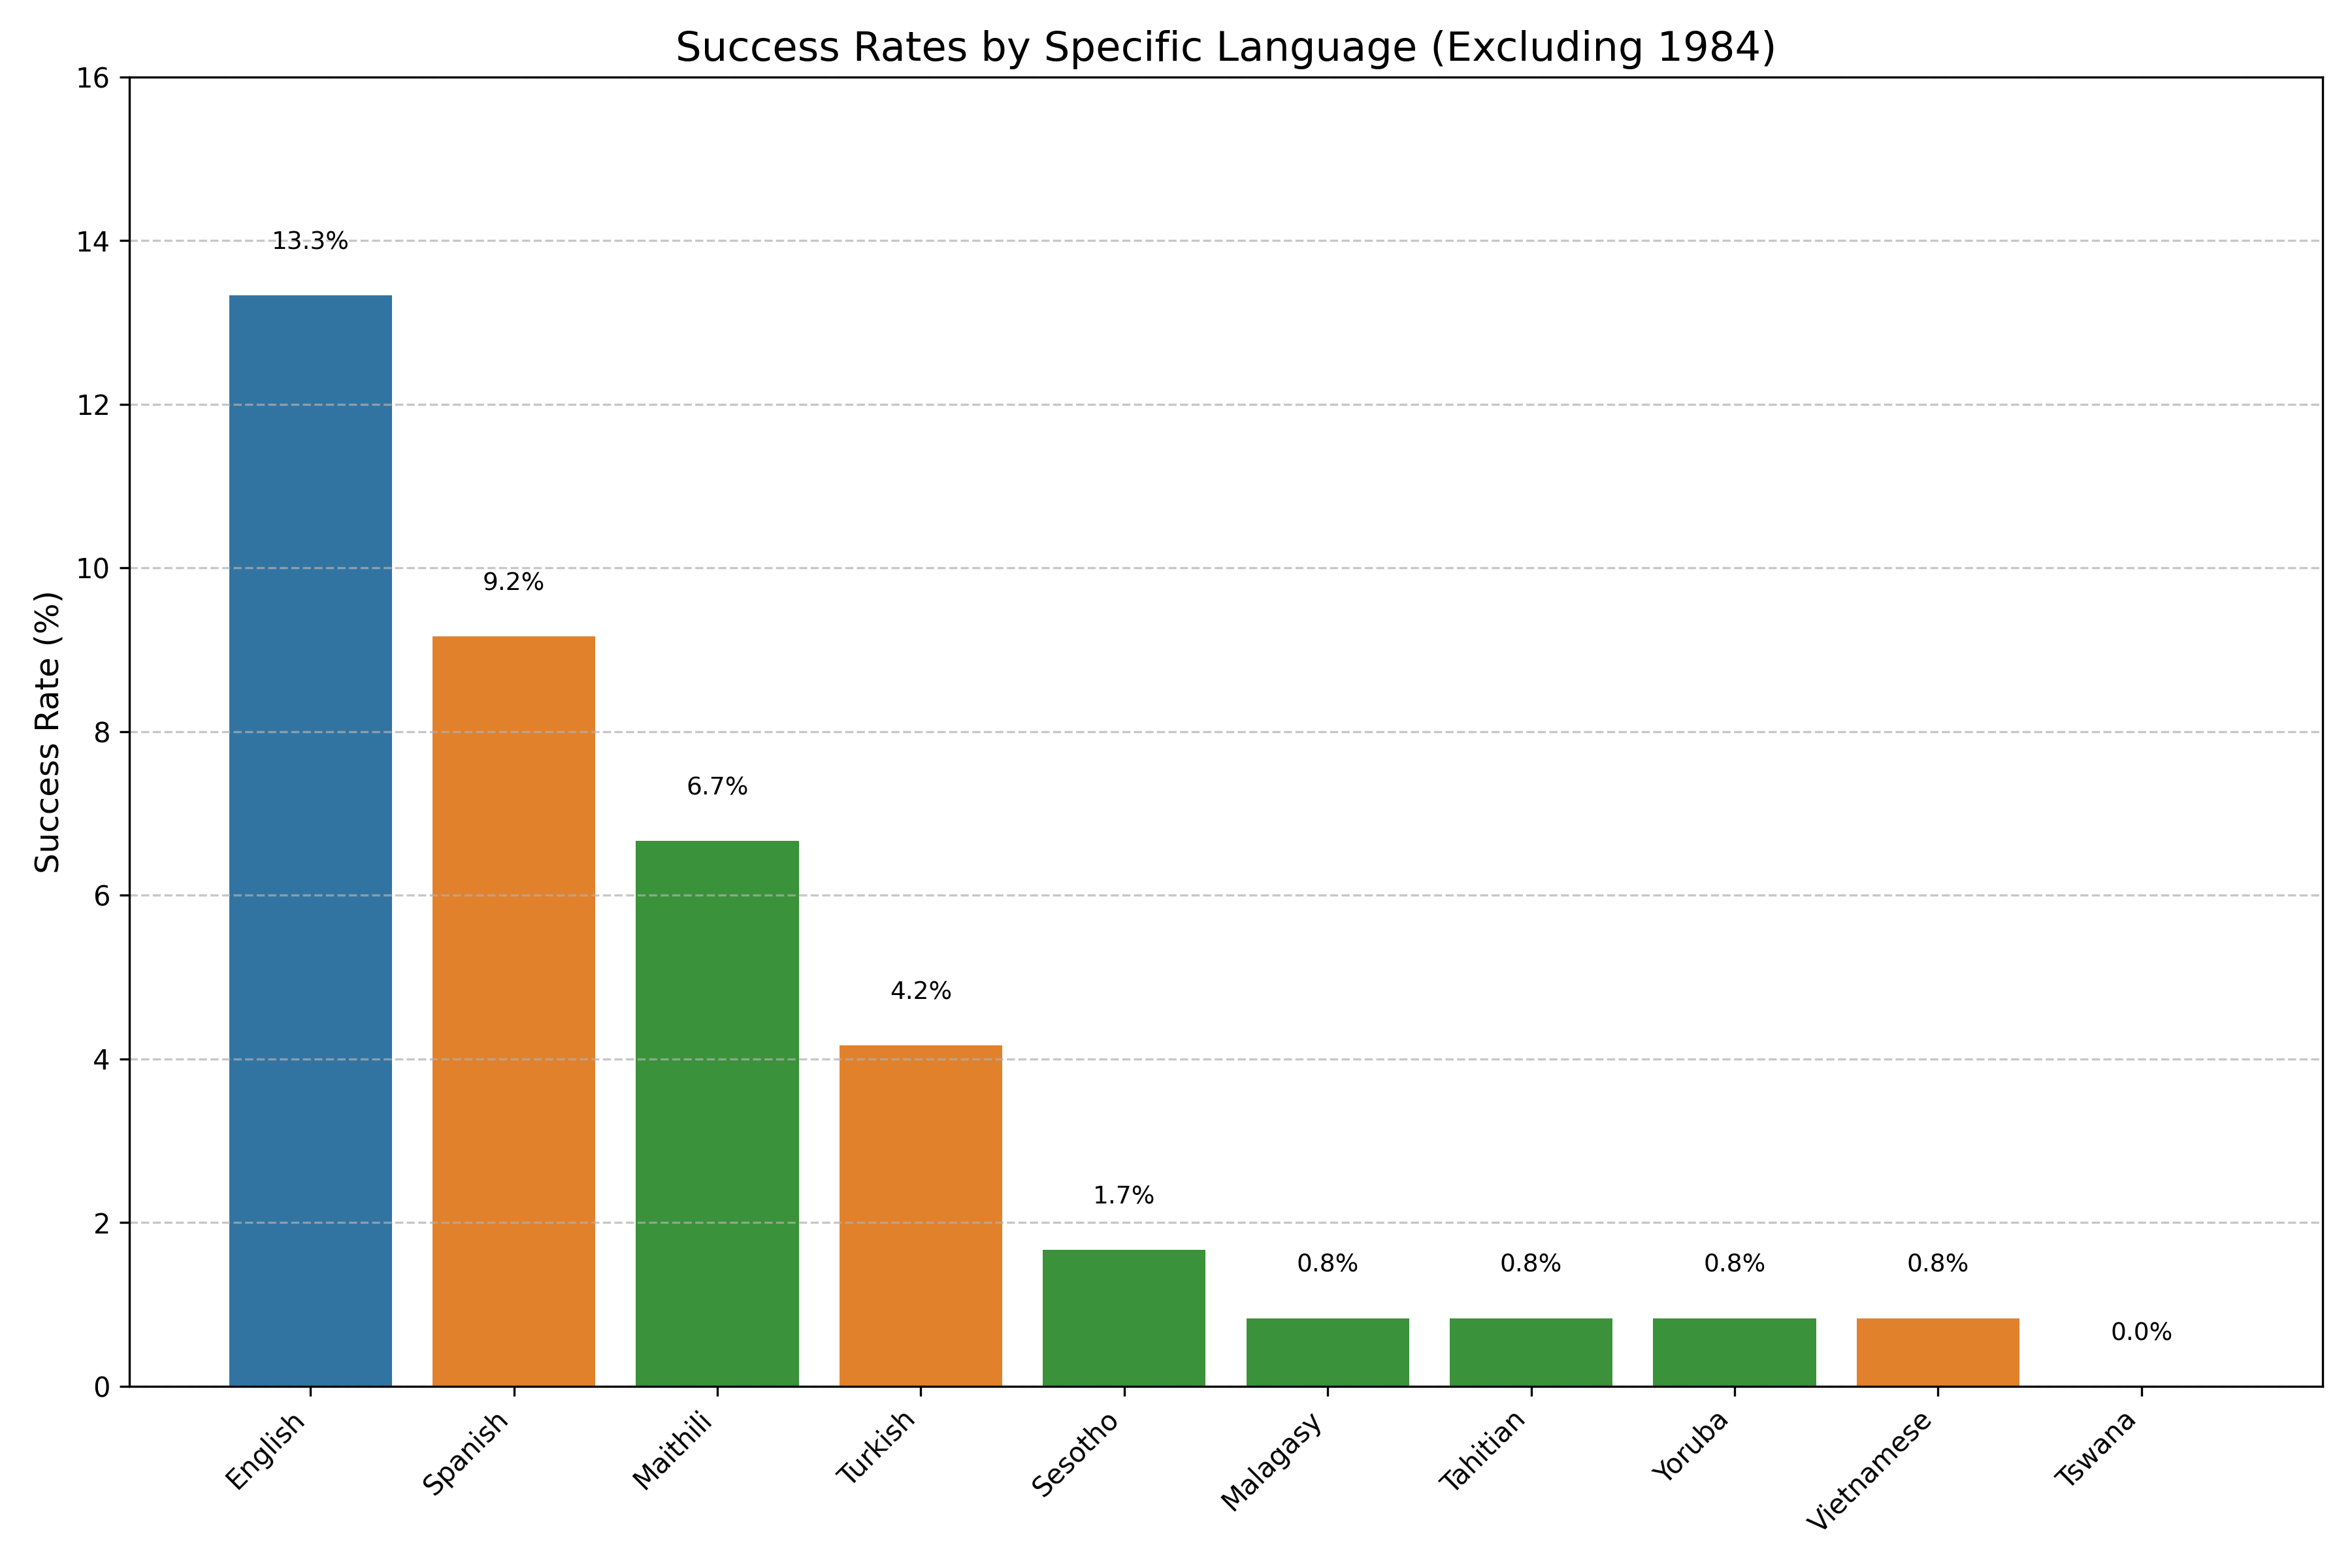 Success Rates by Specific Language (Excluding 1984)
Success Rate (%)
16
14
12
10
8
6
4
2
0
13.3%
9.2%
6.7%
4.2%
1.7%
0.8%
0.8%
0.8%
0.8%
0.0%
English
Spanish
Maithili
Turkish
Sesotho
Malagasy
Tahitian
Yoruba
Vietnamese
Tswana